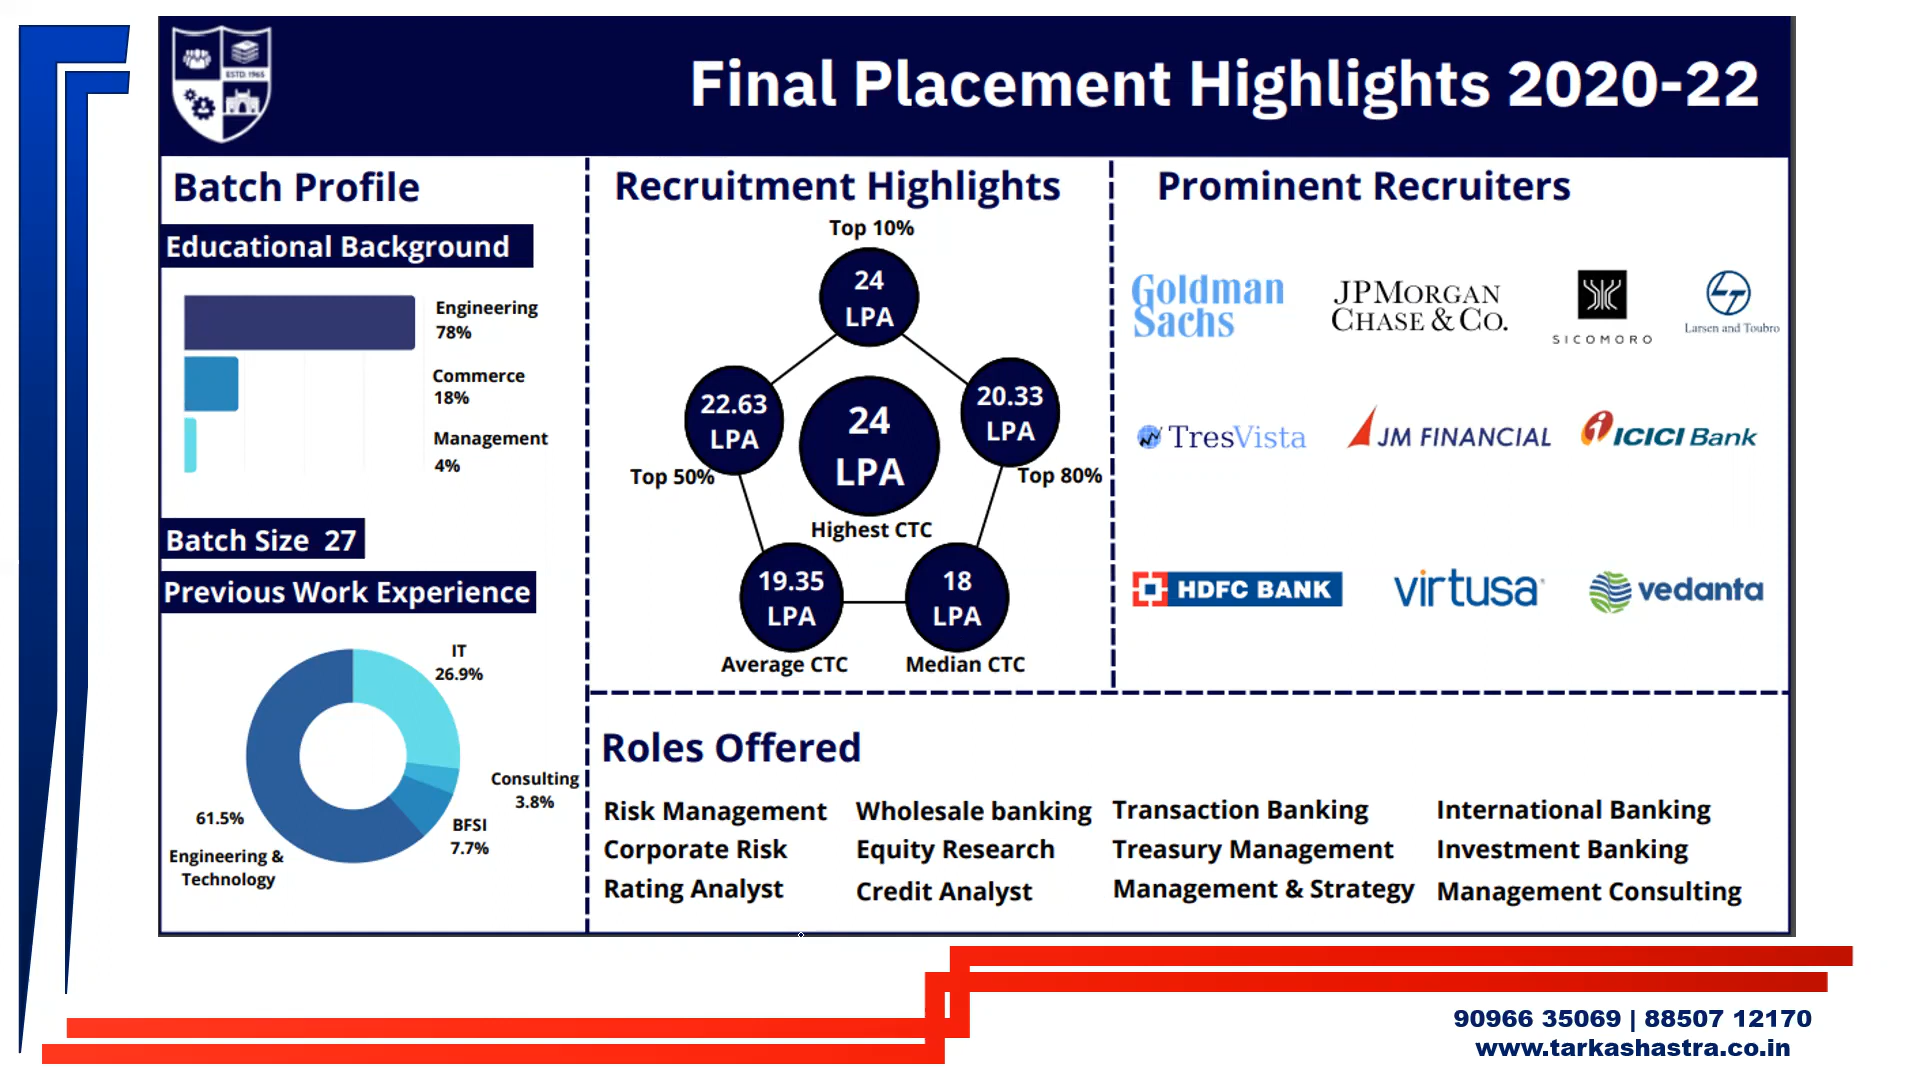 ESTD. 1965
Final Placement Highlights 2020-22
Batch Profile
Educational Background
Engineering
78%
Commerce
18%
Management
4%
Batch Size 27
Previous Work Experience
IT
26.9%
Consulting
3.8%
BFSI
7.7%
61.5%
Engineering &
Technology
Recruitment Highlights
Top 10%
24
LPA
22.63
LPA
Top 50%
24
LPA
Highest CTC
20.33
LPA
Top 80%
19.35
LPA
Average CTC
18
LPA
Median CTC
Prominent Recruiters
Goldman
Sachs
JPMORGAN
CHASE & CO.
SICOMORO
LT
Larsen and Toubro
TresVista
JM FINANCIAL
ICICI Bank
HDFC BANK
virtusa
vedanta
Roles Offered
Risk Management
Corporate Risk
Rating Analyst
Wholesale banking
Equity Research
Credit Analyst
Transaction Banking
Treasury Management
Management & Strategy
International Banking
Investment Banking
Management Consulting
90966 35069 | 88507 12170
www.tarkashastra.co.in